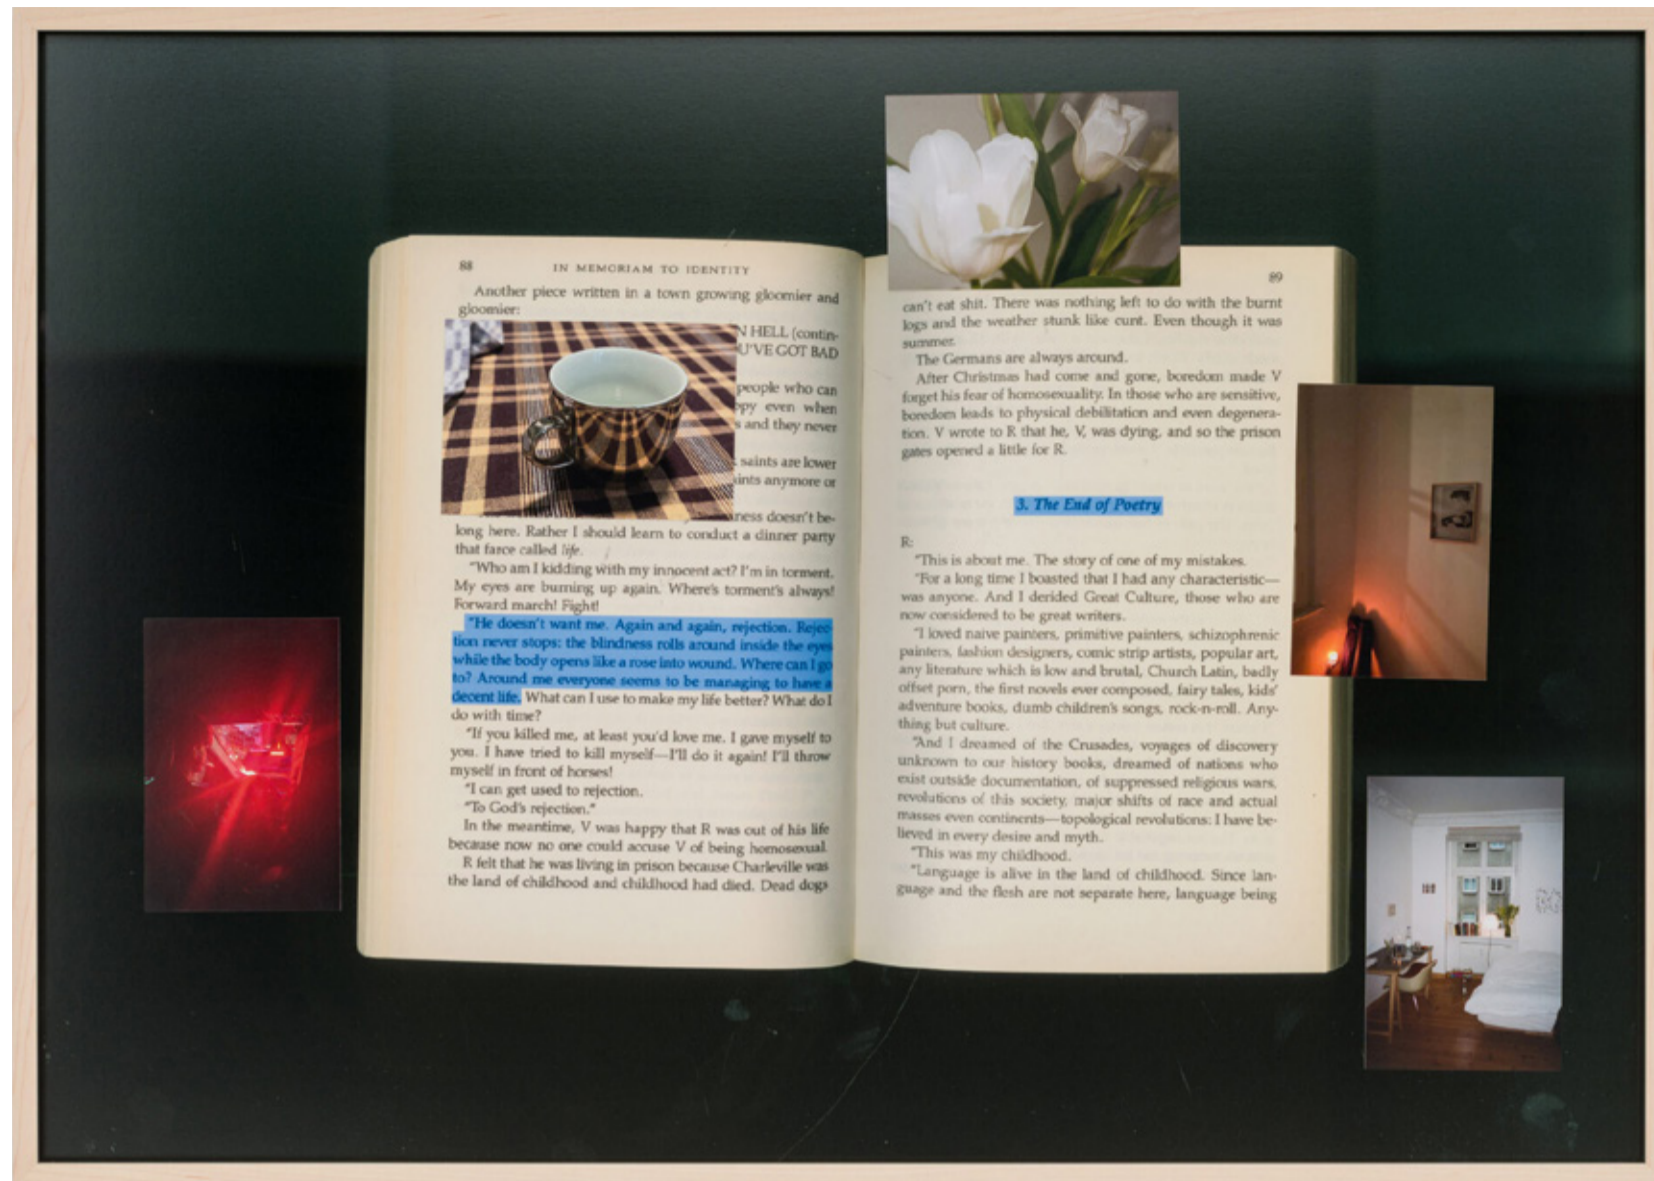 88
IN MEMORIAM TO IDENTITY
Another piece written in a town growing gloomier and
gloomier:
N HELL (contin-
U'VE GOT BAD
people who can
ppy even when
s and they never
saints are lower
aints anymore or
ness doesn't be-
long here. Rather I should learn to conduct a dinner party
that farce called life.
"Who am I kidding with my innocent act? I'm in torment.
My eyes are burning up again. Where's torment's always!
Forward march! Fight!
"He doesn't want me. Again and again, rejection. Rejec-
tion never stops: the blindness rolls around inside the eyes
while the body opens like a rose into wound. Where can I go
to? Around me everyone seems to be managing to have a
decent life. What can I use to make my life better? What do I
do with time?
"If you killed me, at least you'd love me. I gave myself to
you. I have tried to kill myself—I'll do it again! I'll throw
myself in front of horses!
"I can get used to rejection.
"To God's rejection."
In the meantime, V was happy that R was out of his life
because now no one could accuse V of being homosexual.
R felt that he was living in prison because Charleville was
the land of childhood and childhood had died. Dead dogs
89
can't eat shit. There was nothing left to do with the burnt
logs and the weather stunk like cunt. Even though it was
summer.
The Germans are always around.
After Christmas had come and gone, boredom made V
forget his fear of homosexuality. In those who are sensitive,
boredom leads to physical debilitation and even degenera-
tion. V wrote to R that he, V, was dying, and so the prison
gates opened a little for R.
3. The End of Poetry
R:
"This is about me. The story of one of my mistakes.
"For a long time I boasted that I had any characteristic—
was anyone. And I derided Great Culture, those who are
now considered to be great writers.
"I loved naive painters, primitive painters, schizophrenic
painters, fashion designers, comic strip artists, popular art,
any literature which is low and brutal, Church Latin, badly
offset porn, the first novels ever composed, fairy tales, kids'
adventure books, dumb children's songs, rock-n-roll. Any-
thing but culture.
"And I dreamed of the Crusades, voyages of discovery
unknown to our history books, dreamed of nations who
exist outside documentation, of suppressed religious wars,
revolutions of this society, major shifts of race and actual
masses even continents—topological revolutions: I have be-
lieved in every desire and myth.
"This was my childhood.
"Language is alive in the land of childhood. Since lan-
guage and the flesh are not separate here, language being